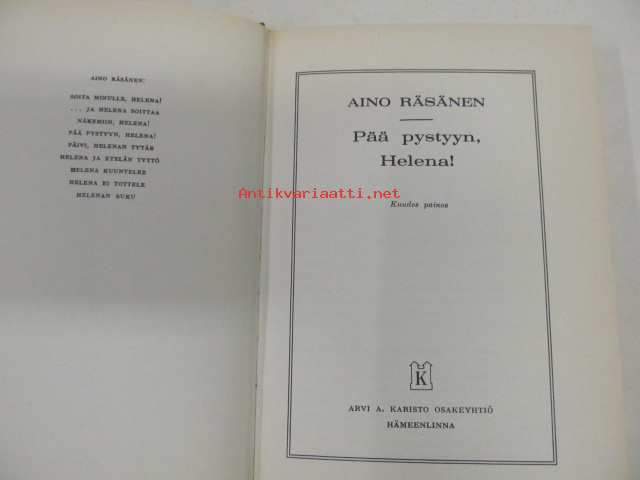 AINO RÄSÄNEN:
SOITA MINULLE, HELENA!
. . . JA HELENA SOITTAA
NÄKEMIIN, HELENA!
PÄÄ PYSTYYN, HELENA!
PÄIVI, HELENAN TYTÄR
HELENA JA ETELÄN TYTTÖ
HELENA KUUNTELEE
HELENA EI TOTTELE
HELENAN SUKU
AINO RÄSÄNEN
Pää pystyyn,
Helena!
Antikvariaatti.net
Kuudes painos
K
ARVI A. KARISTO OSAKEYHTIÖ
HÄMEENLINNA